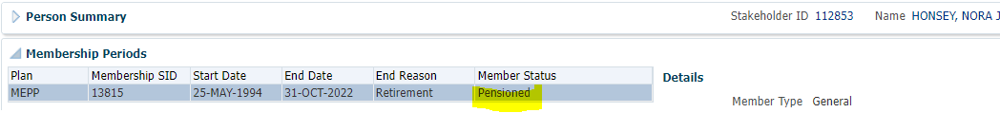 Person Summary Stakeholder ID 112853 Name HONSEY, NORA J
Membership Periods
Plan Membership SID Start Date End Date End Reason Member Status
MEPP 13815 25-MAY-1994 31-OCT-2022 Retirement Pensioned
Details
Member Type General